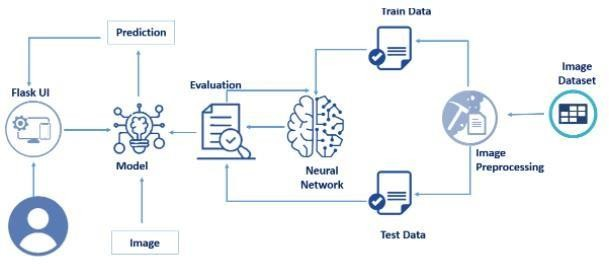 Train Data
Prediction
Image
Dataset
Flask UI
Evaluation
Model
Neural
Network
Image
Preprocessing
Image
Test Data